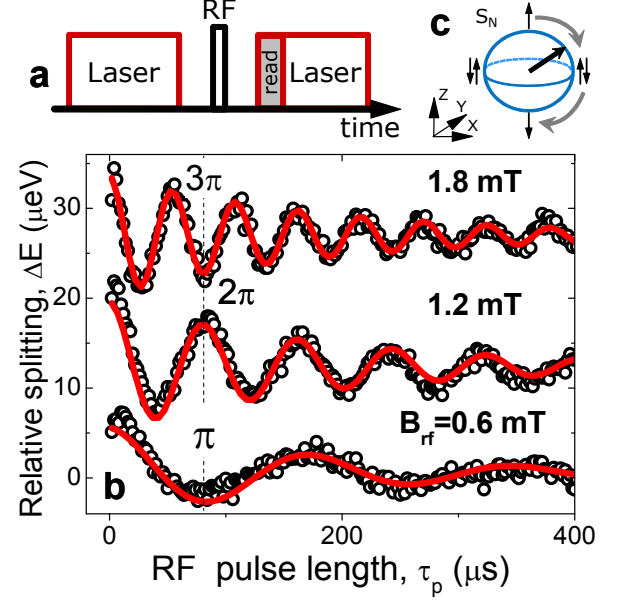 RF
a
Laser
read
Laser
time
c
S_N
Z
Y
X
Relative splitting, ΔE (μeV)
30
20
10
0
3π
1.8 mT
2π
1.2 mT
π
B_rf=0.6 mT
b
0
200
400
RF pulse length, τ_p (μs)